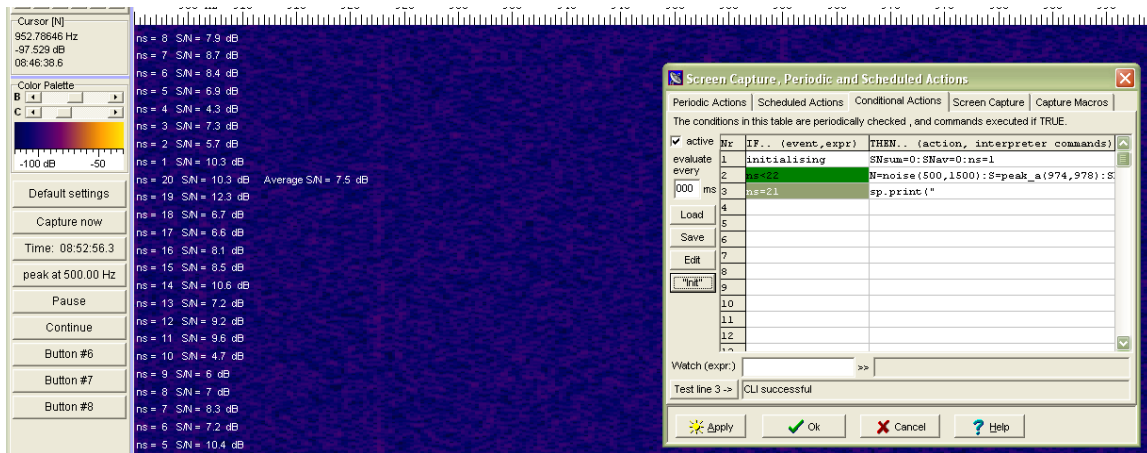 Cursor [N]
952.78646 Hz
-97.529 dB
08:46:38.6
Color Palette
B
C
-100 dB -50
Default settings
Capture now
Time: 08:52:56.3
peak at 500.00 Hz
Pause
Continue
Button #6
Button #7
Button #8
ns = 8 S/N = 7.9 dB
ns = 7 S/N = 8.7 dB
ns = 6 S/N = 8.4 dB
ns = 5 S/N = 6.9 dB
ns = 4 S/N = 4.3 dB
ns = 3 S/N = 7.3 dB
ns = 2 S/N = 5.7 dB
ns = 1 S/N = 10.3 dB
ns = 20 S/N = 10.3 dB Average S/N = 7.5 dB
ns = 19 S/N = 12.3 dB
ns = 18 S/N = 6.7 dB
ns = 17 S/N = 6.6 dB
ns = 16 S/N = 8.1 dB
ns = 15 S/N = 8.5 dB
ns = 14 S/N = 10.6 dB
ns = 13 S/N = 7.2 dB
ns = 12 S/N = 9.2 dB
ns = 11 S/N = 9.6 dB
ns = 10 S/N = 4.7 dB
ns = 9 S/N = 6 dB
ns = 8 S/N = 7 dB
ns = 7 S/N = 8.3 dB
ns = 6 S/N = 7.2 dB
ns = 5 S/N = 10.4 dB
Screen Capture, Periodic and Scheduled Actions
Periodic Actions Scheduled Actions Conditional Actions Screen Capture Capture Macros
The conditions in this table are periodically checked , and commands executed if TRUE.
active
evaluate
every
000 ms
Load
Save
Edit
"Init"
Nr IF.. (event,expr) THEN.. (action, interpreter commands)
1 initialising SNsum=0:SNav=0:ns=1
2 ns<22 N=noise(500,1500):S=peak_a(974,978):S
3 ns=21 sp.print("
4
5
6
7
8
9
10
11
12
Watch (expr:) >>
Test line 3 -> CLI successful
Apply Ok Cancel Help